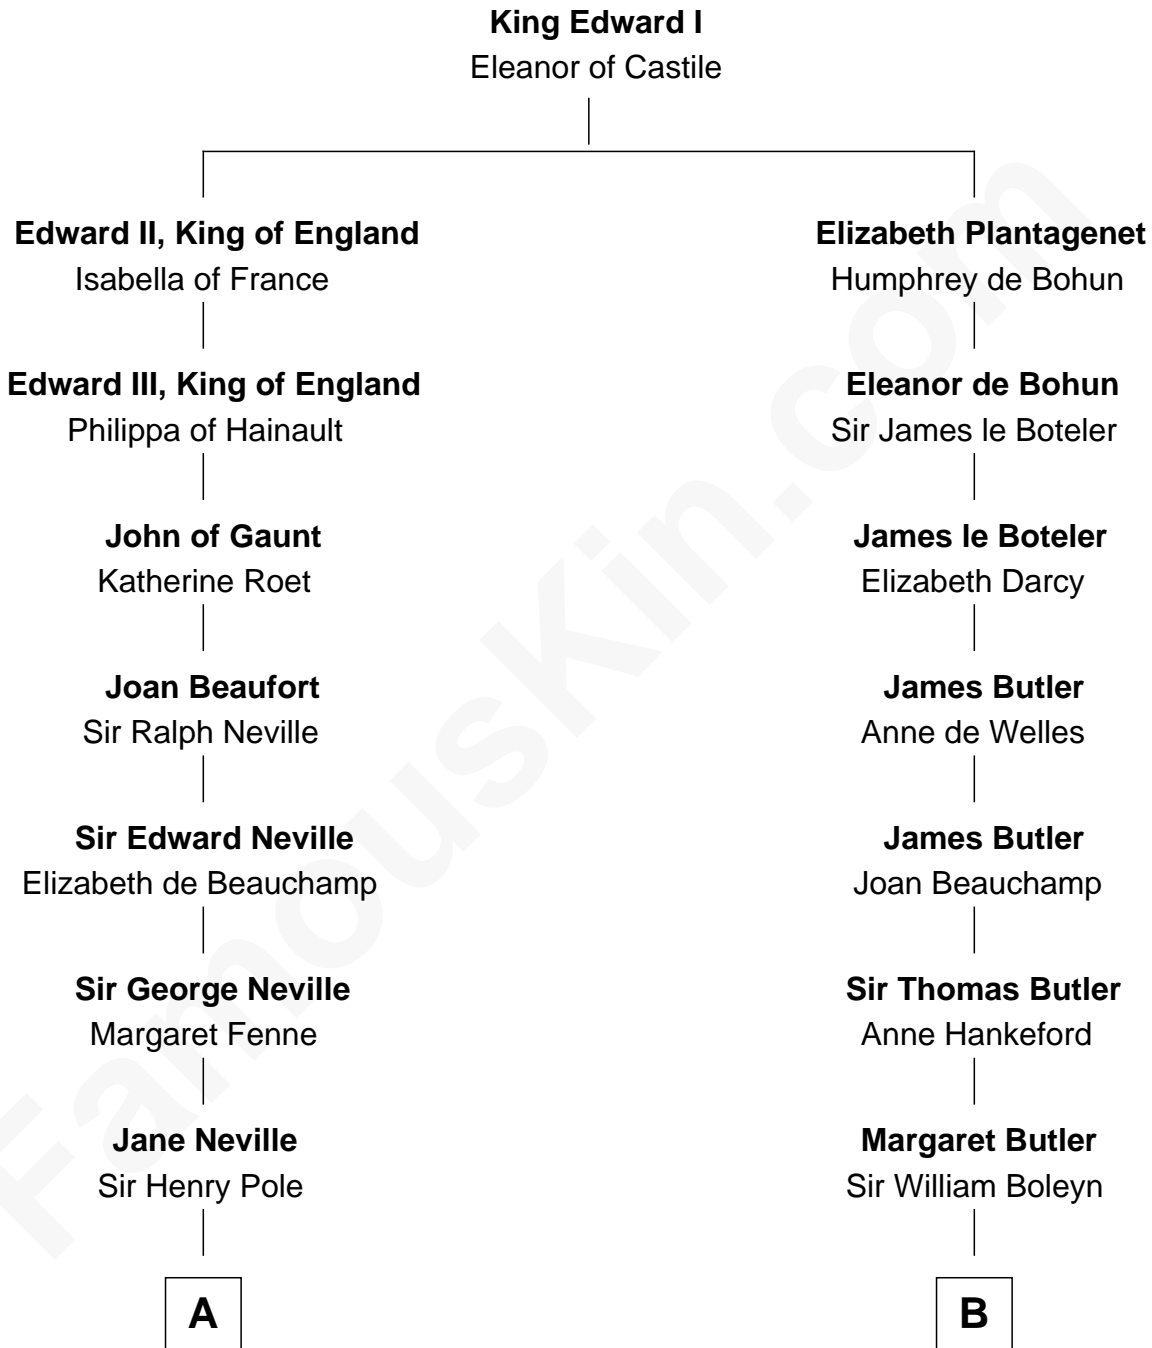 King Edward I
Eleanor of Castile
Edward II, King of England
Isabella of France
Elizabeth Plantagenet
Humphrey de Bohun
Edward III, King of England
Philippa of Hainault
Eleanor de Bohun
Sir James le Boteler
John of Gaunt
Katherine Roet
James le Boteler
Elizabeth Darcy
Joan Beaufort
Sir Ralph Neville
James Butler
Anne de Welles
Sir Edward Neville
Elizabeth de Beauchamp
James Butler
Joan Beauchamp
Sir George Neville
Margaret Fenne
Sir Thomas Butler
Anne Hankeford
Jane Neville
Sir Henry Pole
Margaret Butler
Sir William Boleyn
A
B
FamousKin.com